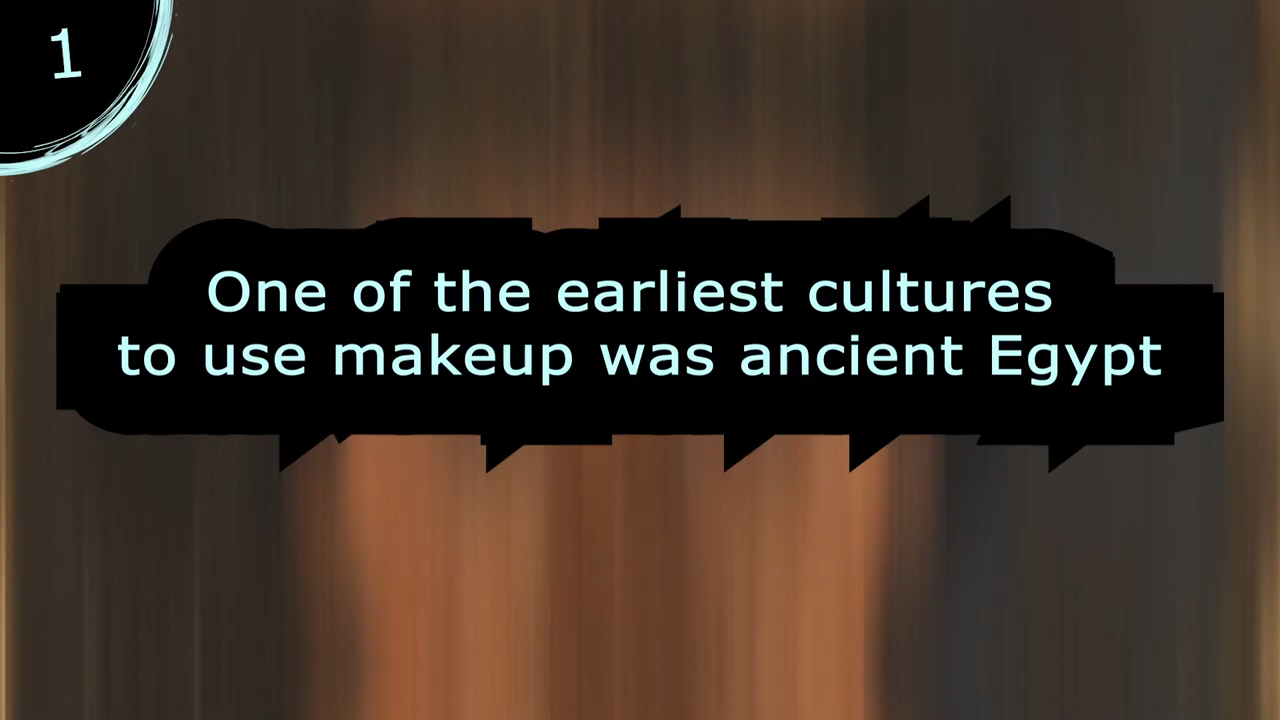 1
One of the earliest cultures
to use makeup was ancient Egypt